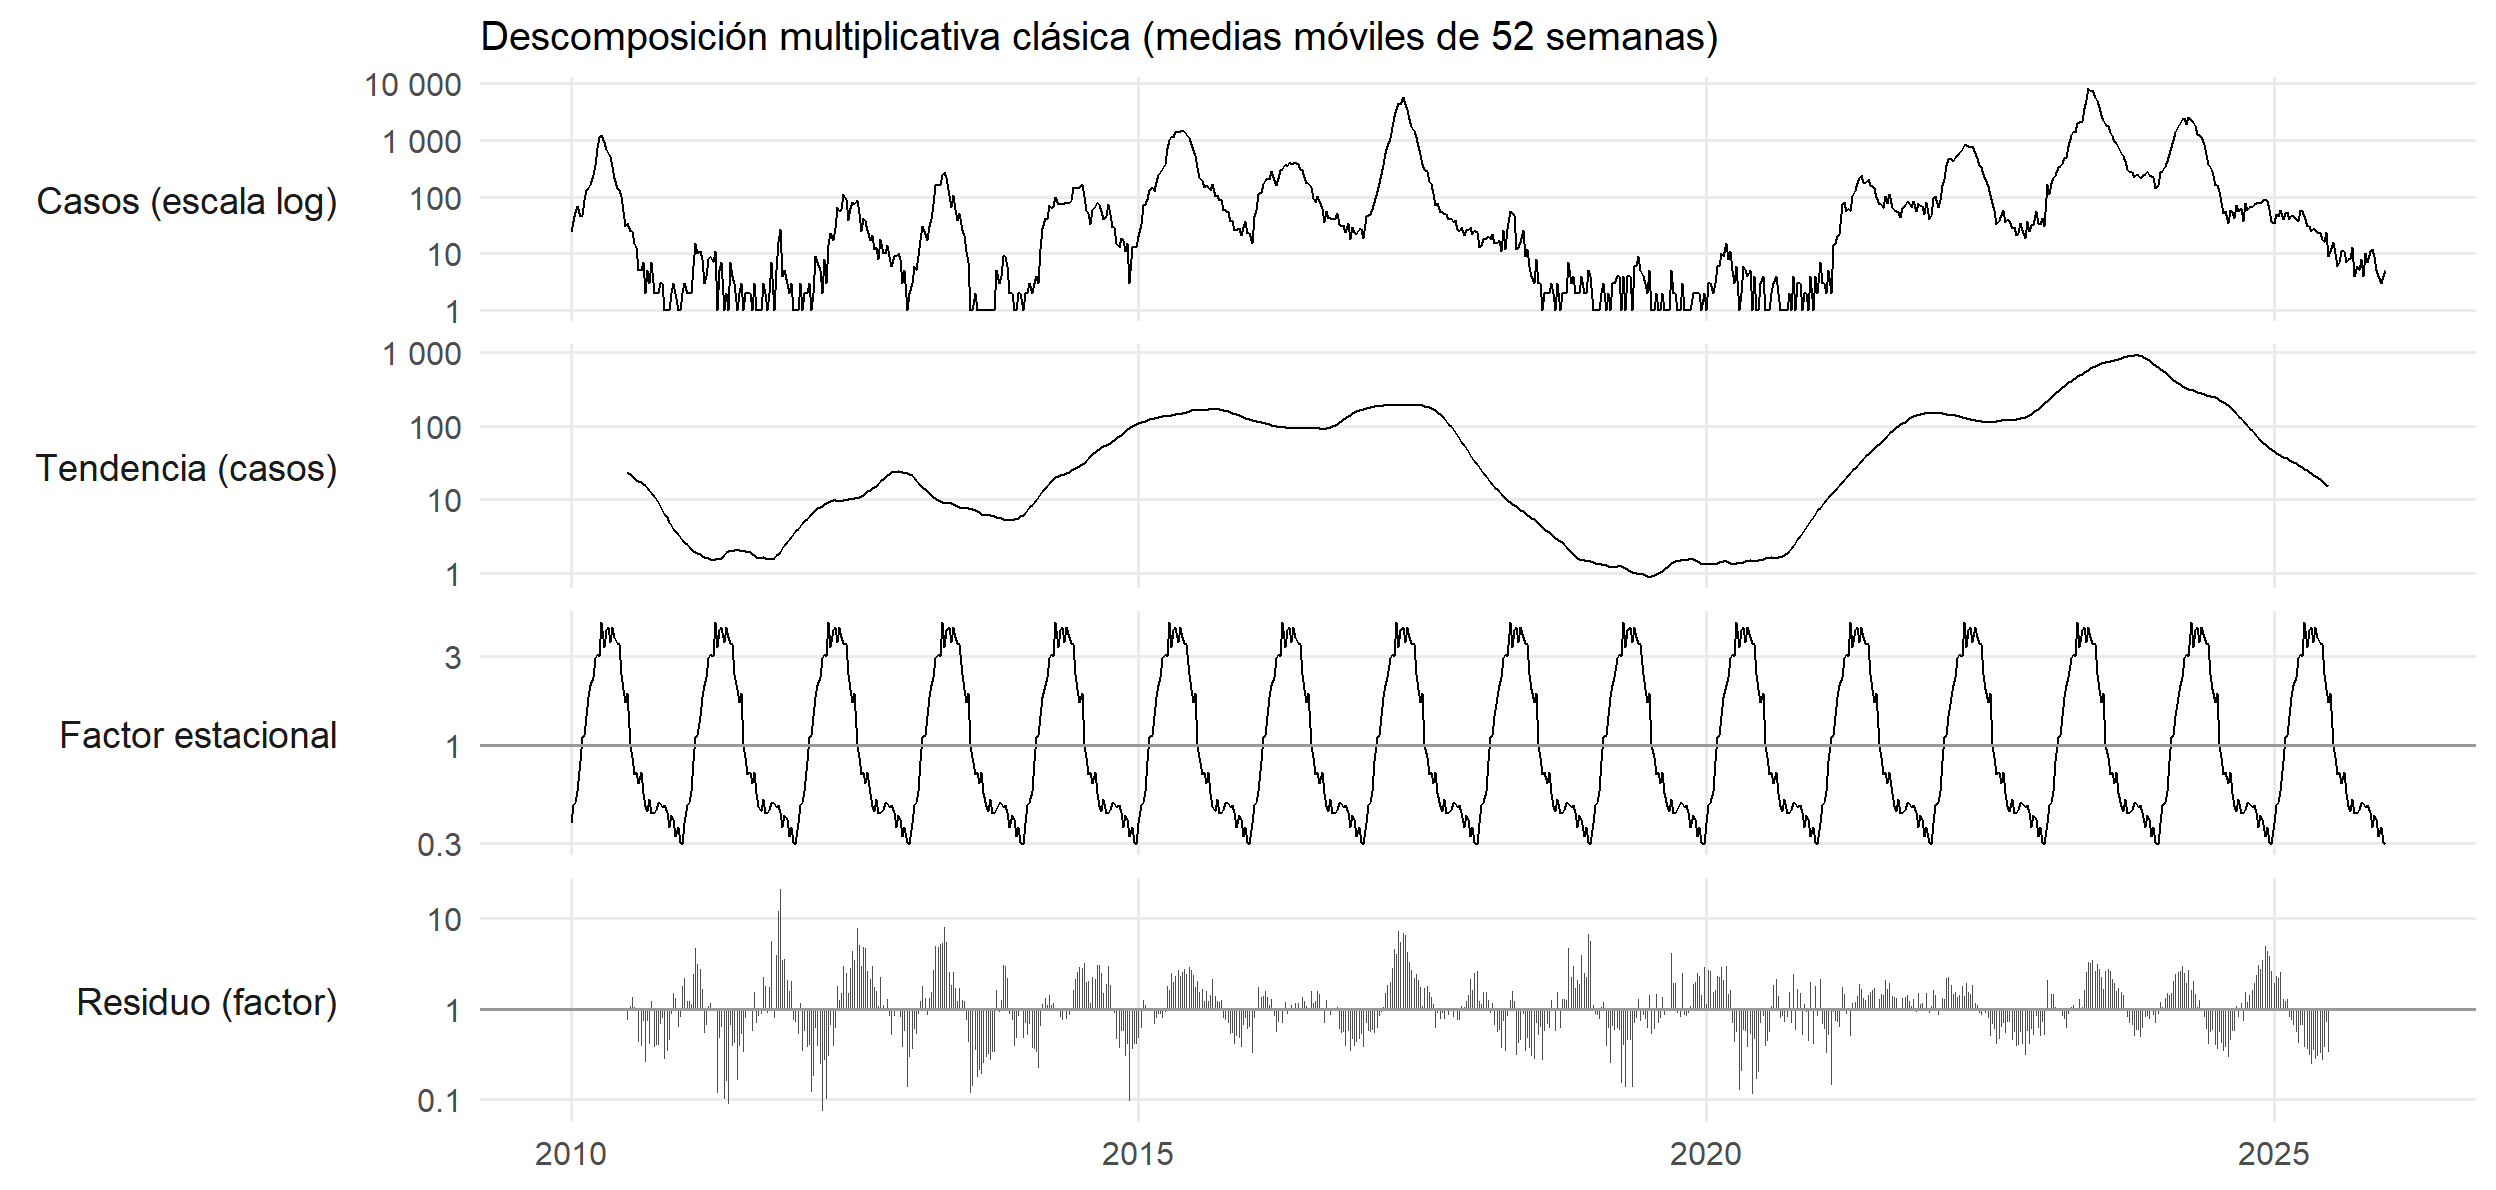 Descomposición multiplicativa clásica (medias móviles de 52 semanas)
Casos (escala log)
10 000
1 000
100
10
1
Tendencia (casos)
1 000
100
10
1
Factor estacional
3
1
0.3
Residuo (factor)
10
1
0.1
2010 2015 2020 2025